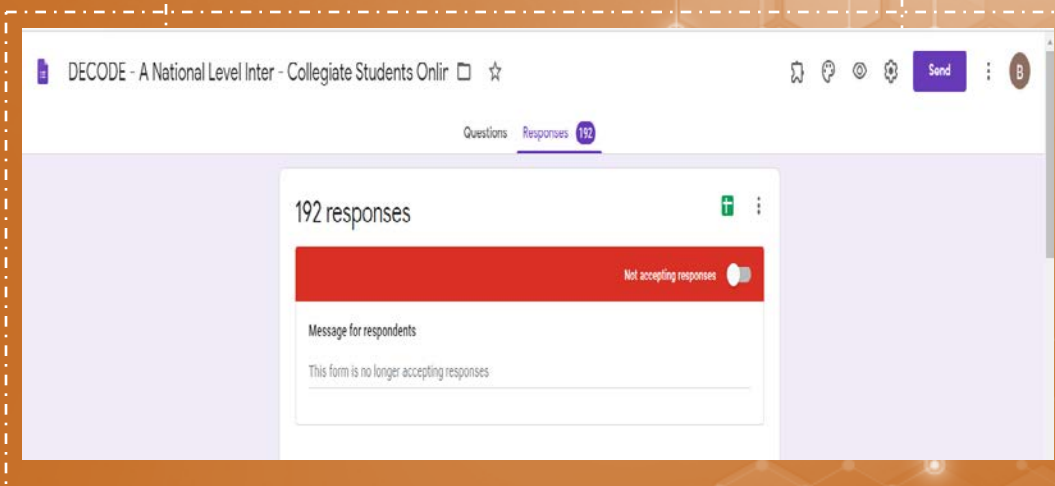 DECODE - A National Level Inter - Collegiate Students Onlir
Send
B
Questions Responses 192
192 responses
Not accepting responses
Message for respondents
This form is no longer accepting responses